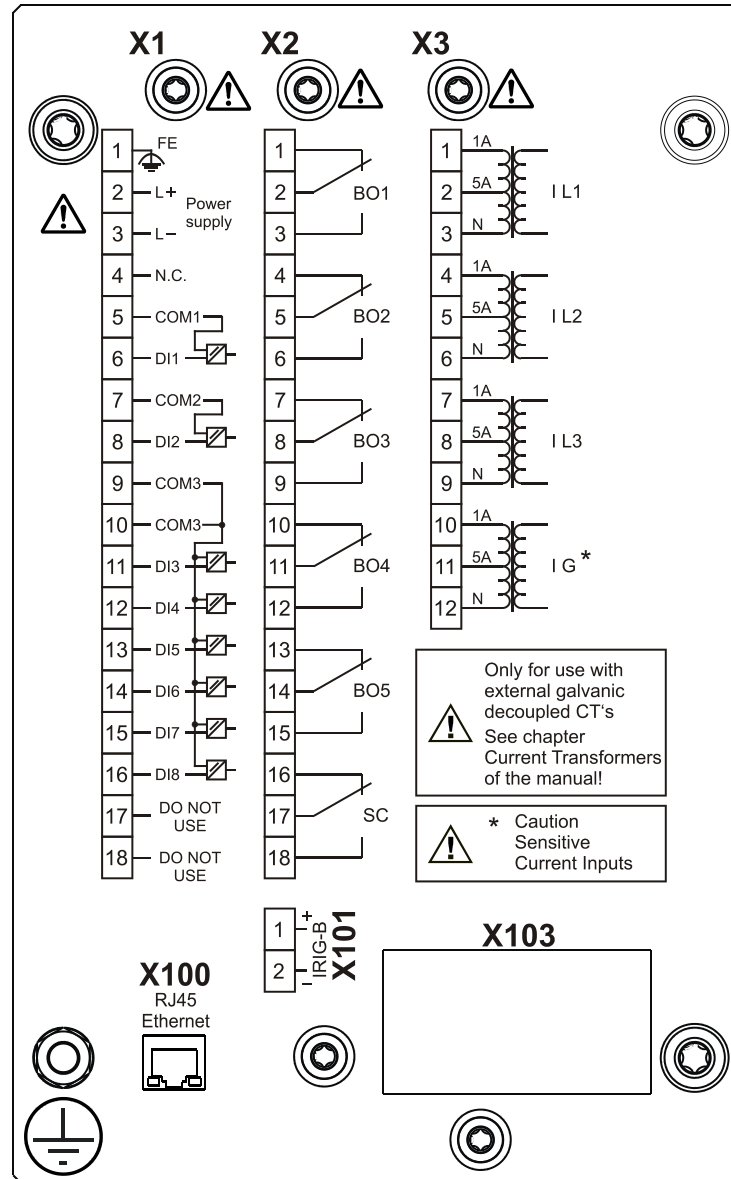 X1
X2
X3
1 FE
2 L+ Power
supply
3 L−
4 N.C.
5 COM1
6 DI1
7 COM2
8 DI2
9 COM3
10 COM3
11 DI3
12 DI4
13 DI5
14 DI6
15 DI7
16 DI8
17 DO NOT
USE
18 DO NOT
USE
1
2 BO1
3
4
5 BO2
6
7
8 BO3
9
10
11 BO4
12
13
14 BO5
15
16
17 SC
18
1 1A
2 5A I L1
3 N
4 1A
5 5A I L2
6 N
7 1A
8 5A I L3
9 N
10 1A
11 5A I G*
12 N
Only for use with
external galvanic
decoupled CT‘s
See chapter
Current Transformers
of the manual!
* Caution
Sensitive
Current Inputs
1 +
2 −
IRIG-B
X101
X103
X100
RJ45
Ethernet